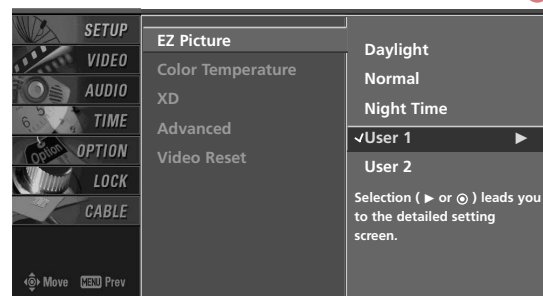 SETUP
VIDEO
AUDIO
TIME
OPTION
LOCK
CABLE
Move MENU Prev
EZ Picture
Color Temperature
XD
Advanced
Video Reset
Daylight
Normal
Night Time
✓User 1 ▶
User 2
Selection ( ▶ or ◉ ) leads you
to the detailed setting
screen.